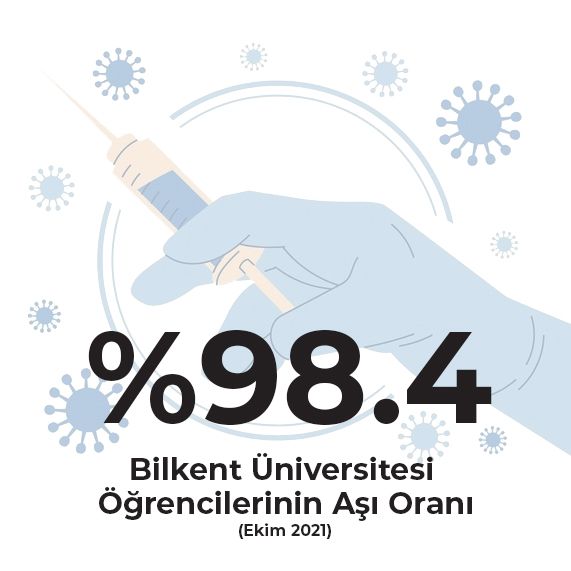 %98.4
Bilkent Üniversitesi
Öğrencilerinin Aşı Oranı
(Ekim 2021)